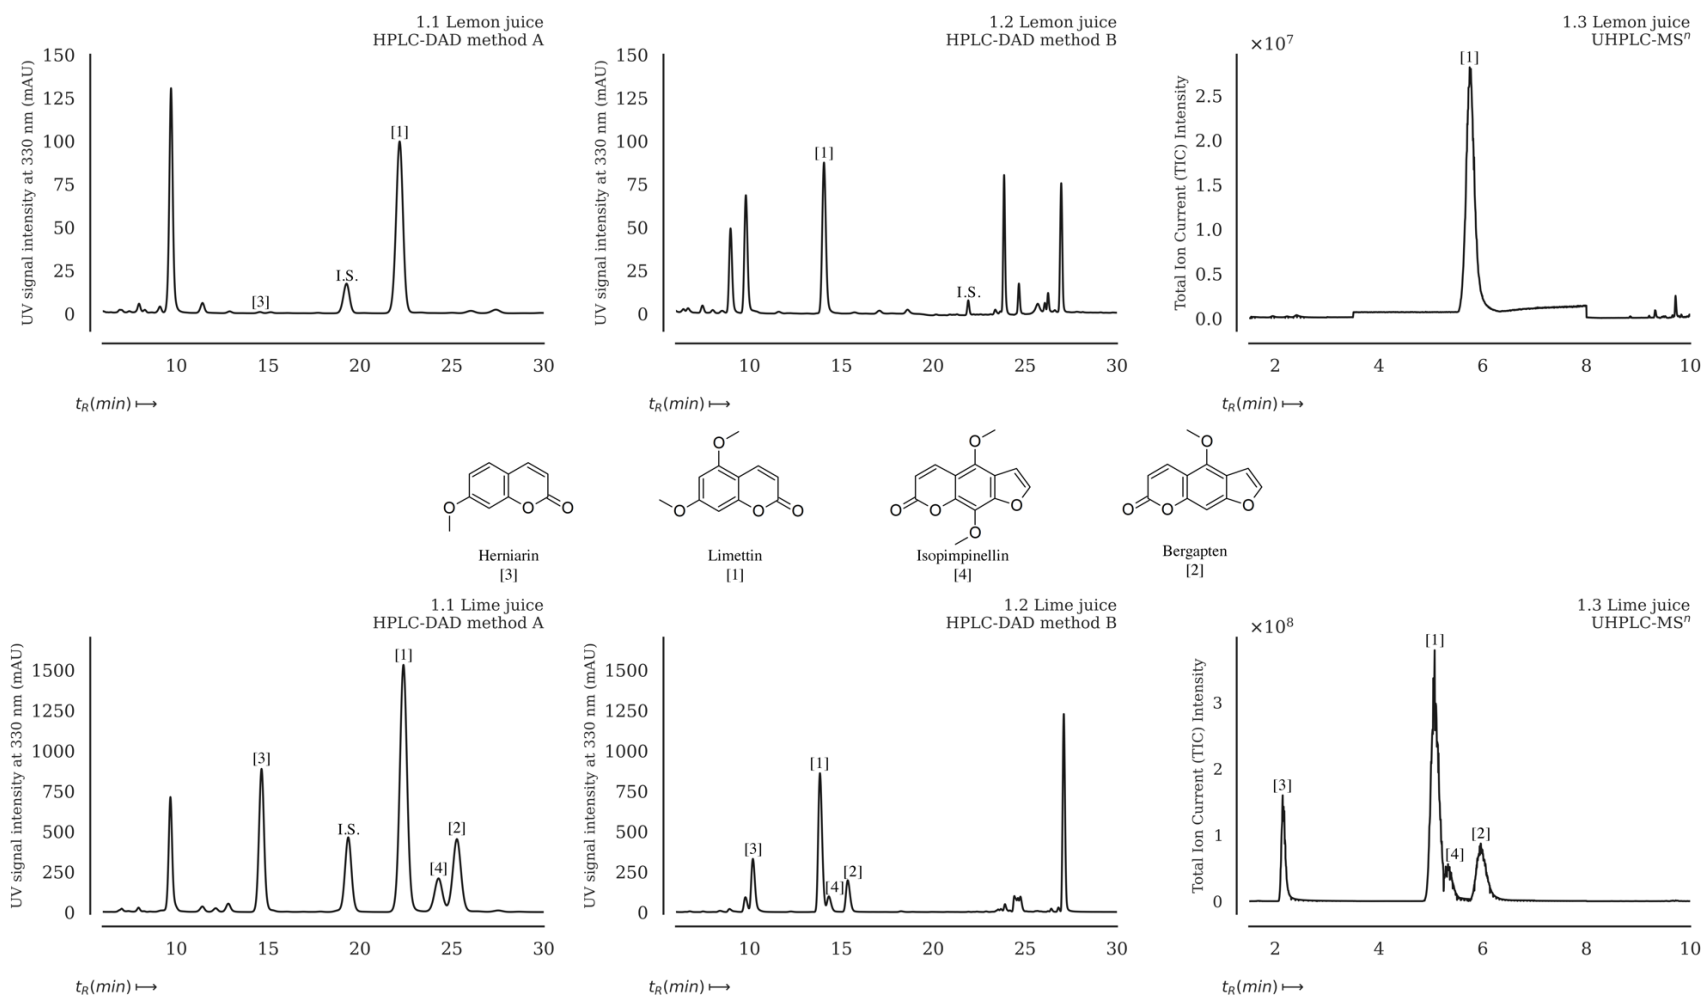 1.1 Lemon juice
HPLC-DAD method A
UV signal intensity at 330 nm (mAU)
150
125
100
75
50
25
0
[3]
I.S.
[1]
10
15
20
25
30
tR(min) ⟼
1.2 Lemon juice
HPLC-DAD method B
UV signal intensity at 330 nm (mAU)
150
125
100
75
50
25
0
[1]
I.S.
10
15
20
25
30
tR(min) ⟼
1.3 Lemon juice
UHPLC-MSⁿ
×10⁷
Total Ion Current (TIC) Intensity
2.5
2.0
1.5
1.0
0.5
0.0
[1]
2
4
6
8
10
tR(min) ⟼
O
O
O
Herniarin
[3]
O
O
O
O
Limettin
[1]
O
O
O
O
O
Isopimpinellin
[4]
O
O
O
O
Bergapten
[2]
1.1 Lime juice
HPLC-DAD method A
UV signal intensity at 330 nm (mAU)
1500
1250
1000
750
500
250
0
[3]
I.S.
[1]
[4]
[2]
10
15
20
25
30
tR(min) ⟼
1.2 Lime juice
HPLC-DAD method B
UV signal intensity at 330 nm (mAU)
1500
1250
1000
750
500
250
0
[3]
[1]
[4]
[2]
10
15
20
25
30
tR(min) ⟼
1.3 Lime juice
UHPLC-MSⁿ
×10⁸
Total Ion Current (TIC) Intensity
3
2
1
0
[3]
[1]
[4]
[2]
2
4
6
8
10
tR(min) ⟼